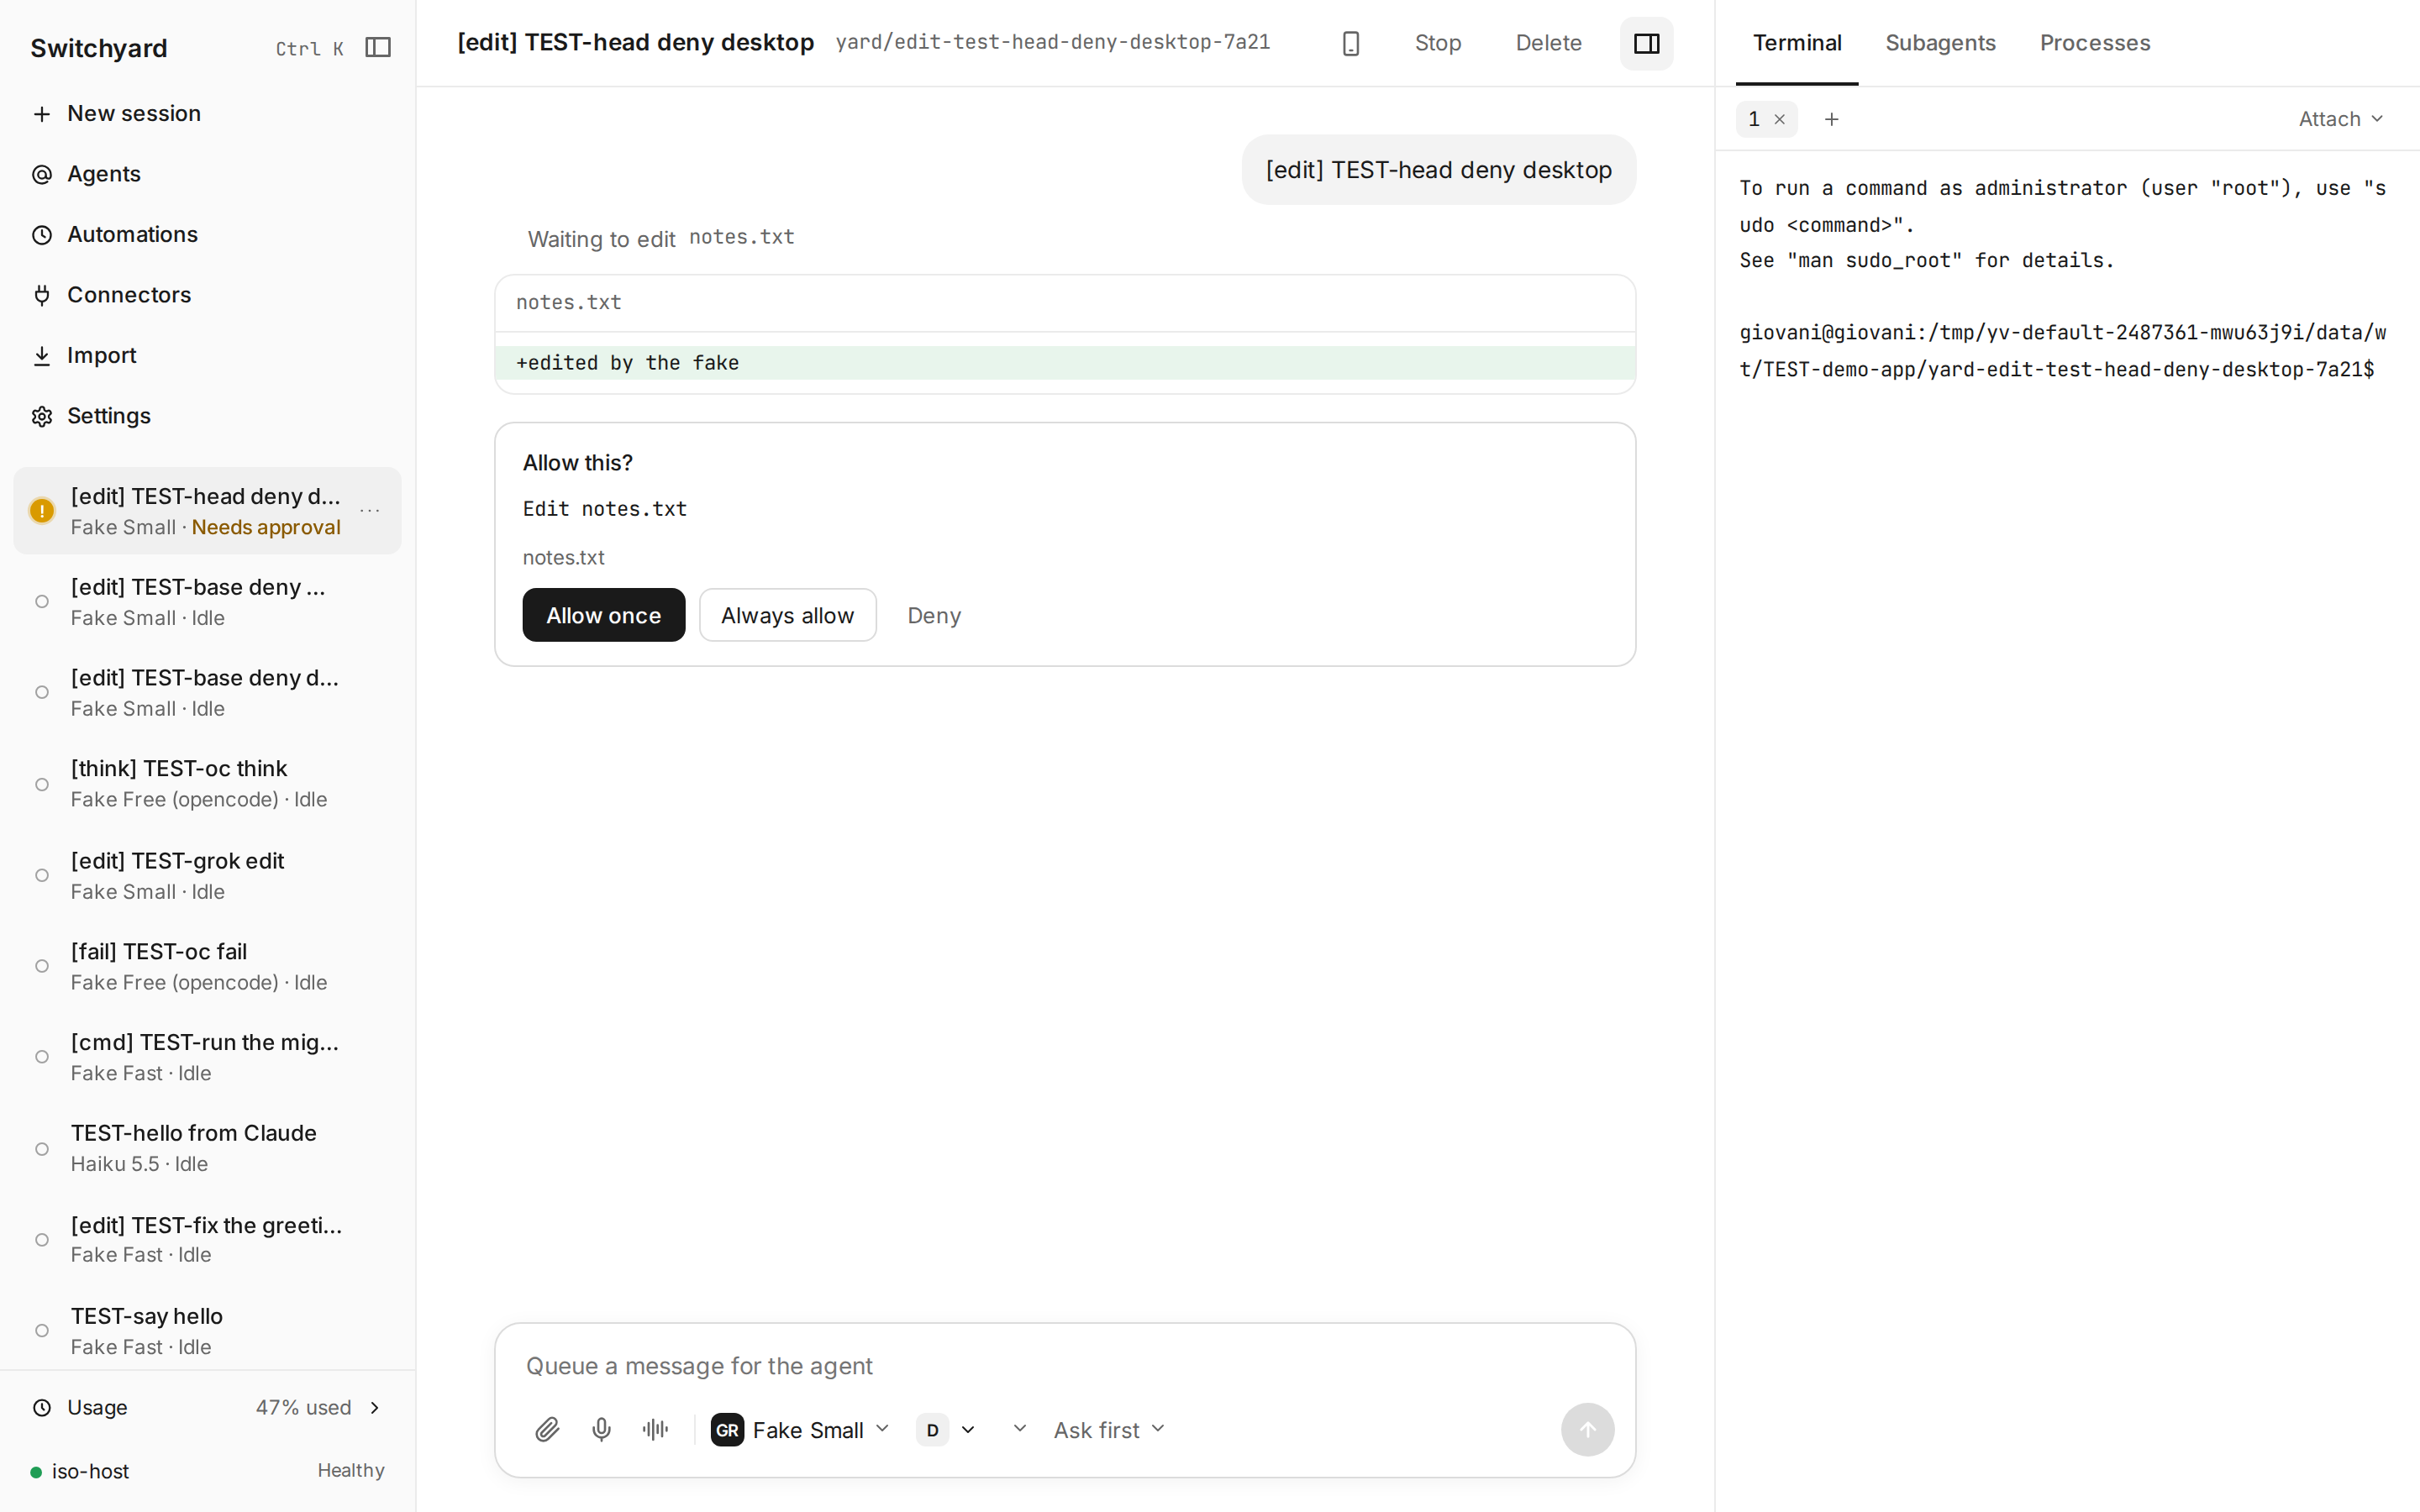 Switchyard
Ctrl K
New session
Agents
Automations
Connectors
Import
Settings
[edit] TEST-head deny d...
Fake Small · Needs approval
[edit] TEST-base deny ...
Fake Small · Idle
[edit] TEST-base deny d...
Fake Small · Idle
[think] TEST-oc think
Fake Free (opencode) · Idle
[edit] TEST-grok edit
Fake Small · Idle
[fail] TEST-oc fail
Fake Free (opencode) · Idle
[cmd] TEST-run the mig...
Fake Fast · Idle
TEST-hello from Claude
Haiku 5.5 · Idle
[edit] TEST-fix the greeti...
Fake Fast · Idle
TEST-say hello
Fake Fast · Idle
Usage 47% used
iso-host Healthy
[edit] TEST-head deny desktop yard/edit-test-head-deny-desktop-7a21 Stop Delete
[edit] TEST-head deny desktop
Waiting to edit notes.txt
notes.txt
+edited by the fake
Allow this?
Edit notes.txt
notes.txt
Allow once Always allow Deny
Queue a message for the agent
GR Fake Small D Ask first
Terminal Subagents Processes
1 × + Attach
To run a command as administrator (user "root"), use "s
udo <command>".
See "man sudo_root" for details.
giovani@giovani:/tmp/yv-default-2487361-mwu63j9i/data/w
t/TEST-demo-app/yard-edit-test-head-deny-desktop-7a21$